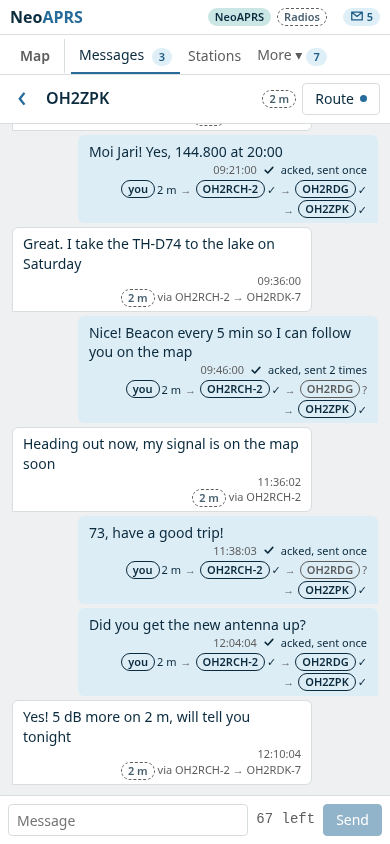 NeoAPRS NeoAPRS Radios 5
Map Messages 3 Stations More ▾ 7
OH2ZPK 2 m Route
Moi Jari! Yes, 144.800 at 20:00
09:21:00 ✓ acked, sent once
you 2 m → OH2RCH-2 ✓ → OH2RDG ✓
→ OH2ZPK ✓
Great. I take the TH-D74 to the lake on
Saturday
09:36:00
2 m via OH2RCH-2 → OH2RDK-7
Nice! Beacon every 5 min so I can follow
you on the map
09:46:00 ✓ acked, sent 2 times
you 2 m → OH2RCH-2 ✓ → OH2RDG ?
→ OH2ZPK ✓
Heading out now, my signal is on the map
soon
11:36:02
2 m via OH2RCH-2
73, have a good trip!
11:38:03 ✓ acked, sent once
you 2 m → OH2RCH-2 ✓ → OH2RDG ?
→ OH2ZPK ✓
Did you get the new antenna up?
12:04:04 ✓ acked, sent once
you 2 m → OH2RCH-2 ✓ → OH2RDG ✓
→ OH2ZPK ✓
Yes! 5 dB more on 2 m, will tell you
tonight
12:10:04
2 m via OH2RCH-2 → OH2RDK-7
Message 67 left Send